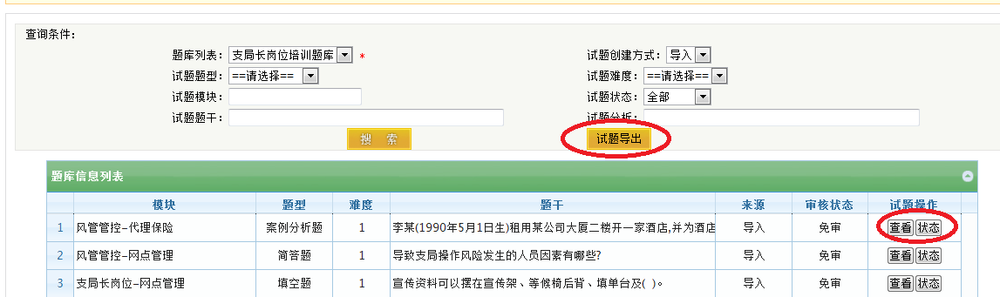 查询条件：
题库列表： 支局长岗位培训题库 * 试题创建方式： 导入
试题题型： ==请选择== 试题难度： ==请选择==
试题模块： 试题状态： 全部
试题题干： 试题分析：
搜 索 试题导出
题库信息列表
模块 题型 难度 题干 来源 审核状态 试题操作
1 风管管控–代理保险 案例分析题 1 李某(1990年5月1日生)租用某公司大厦二楼开一家酒店,并为酒店 导入 免审 查看 状态
2 风管管控–网点管理 简答题 1 导致支局操作风险发生的人员因素有哪些? 导入 免审 查看 状态
3 支局长岗位–网点管理 填空题 1 宣传资料可以摆在宣传架、等候椅后背、填单台及( )。 导入 免审 查看 状态